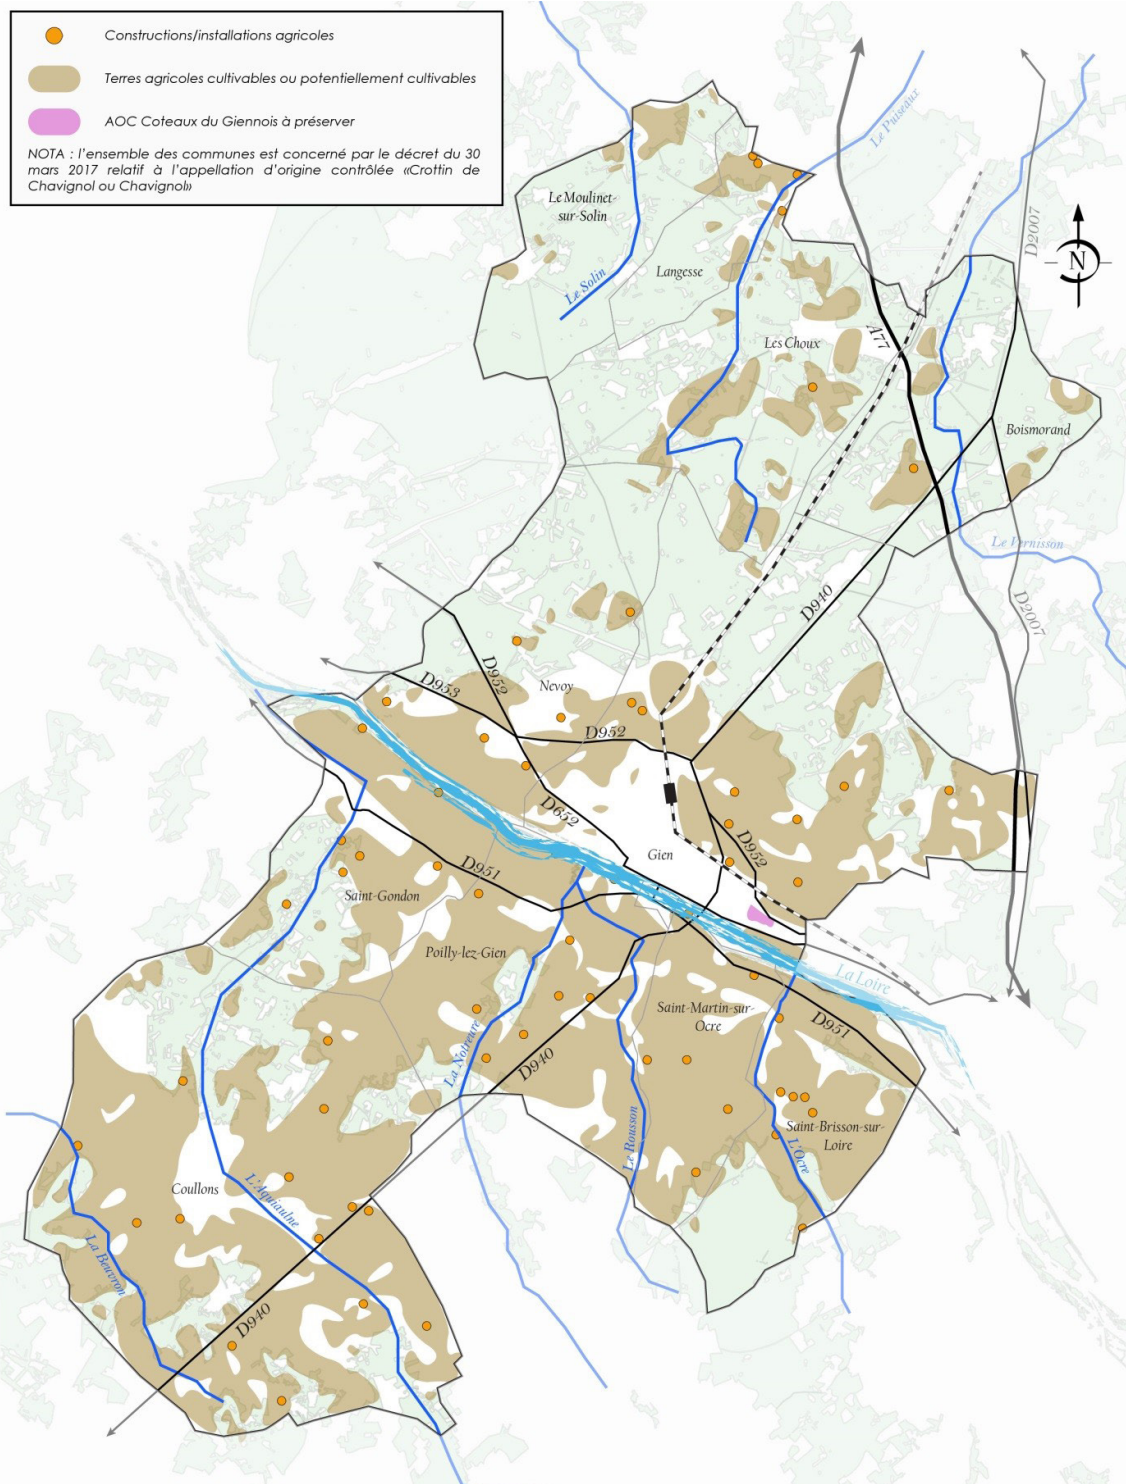 Constructions/installations agricoles
Terres agricoles cultivables ou potentiellement cultivables
AOC Coteaux du Giennois à préserver
NOTA : l'ensemble des communes est concerné par le décret du 30
mars 2017 relatif à l'appellation d'origine contrôlée «Crottin de
Chavignol ou Chavignol»
Le Puiseaux
Le Moulinet-
sur-Solin
D2007
N
Langesse
Le Solin
A77
Les Choux
Boismorand
Le Vernisson
D940
D2007
D952
D953
Nevoy
D952
D652
D952
Gien
D951
Saint-Gondon
Poilly-lez-Gien
La Loire
Saint-Martin-sur-
Ocre
D951
La Notreure
D940
Le Rousson
Saint-Brisson-sur-
Loire
L'Ocre
Coullons
L'Aquiaulne
La Beuvron
D940